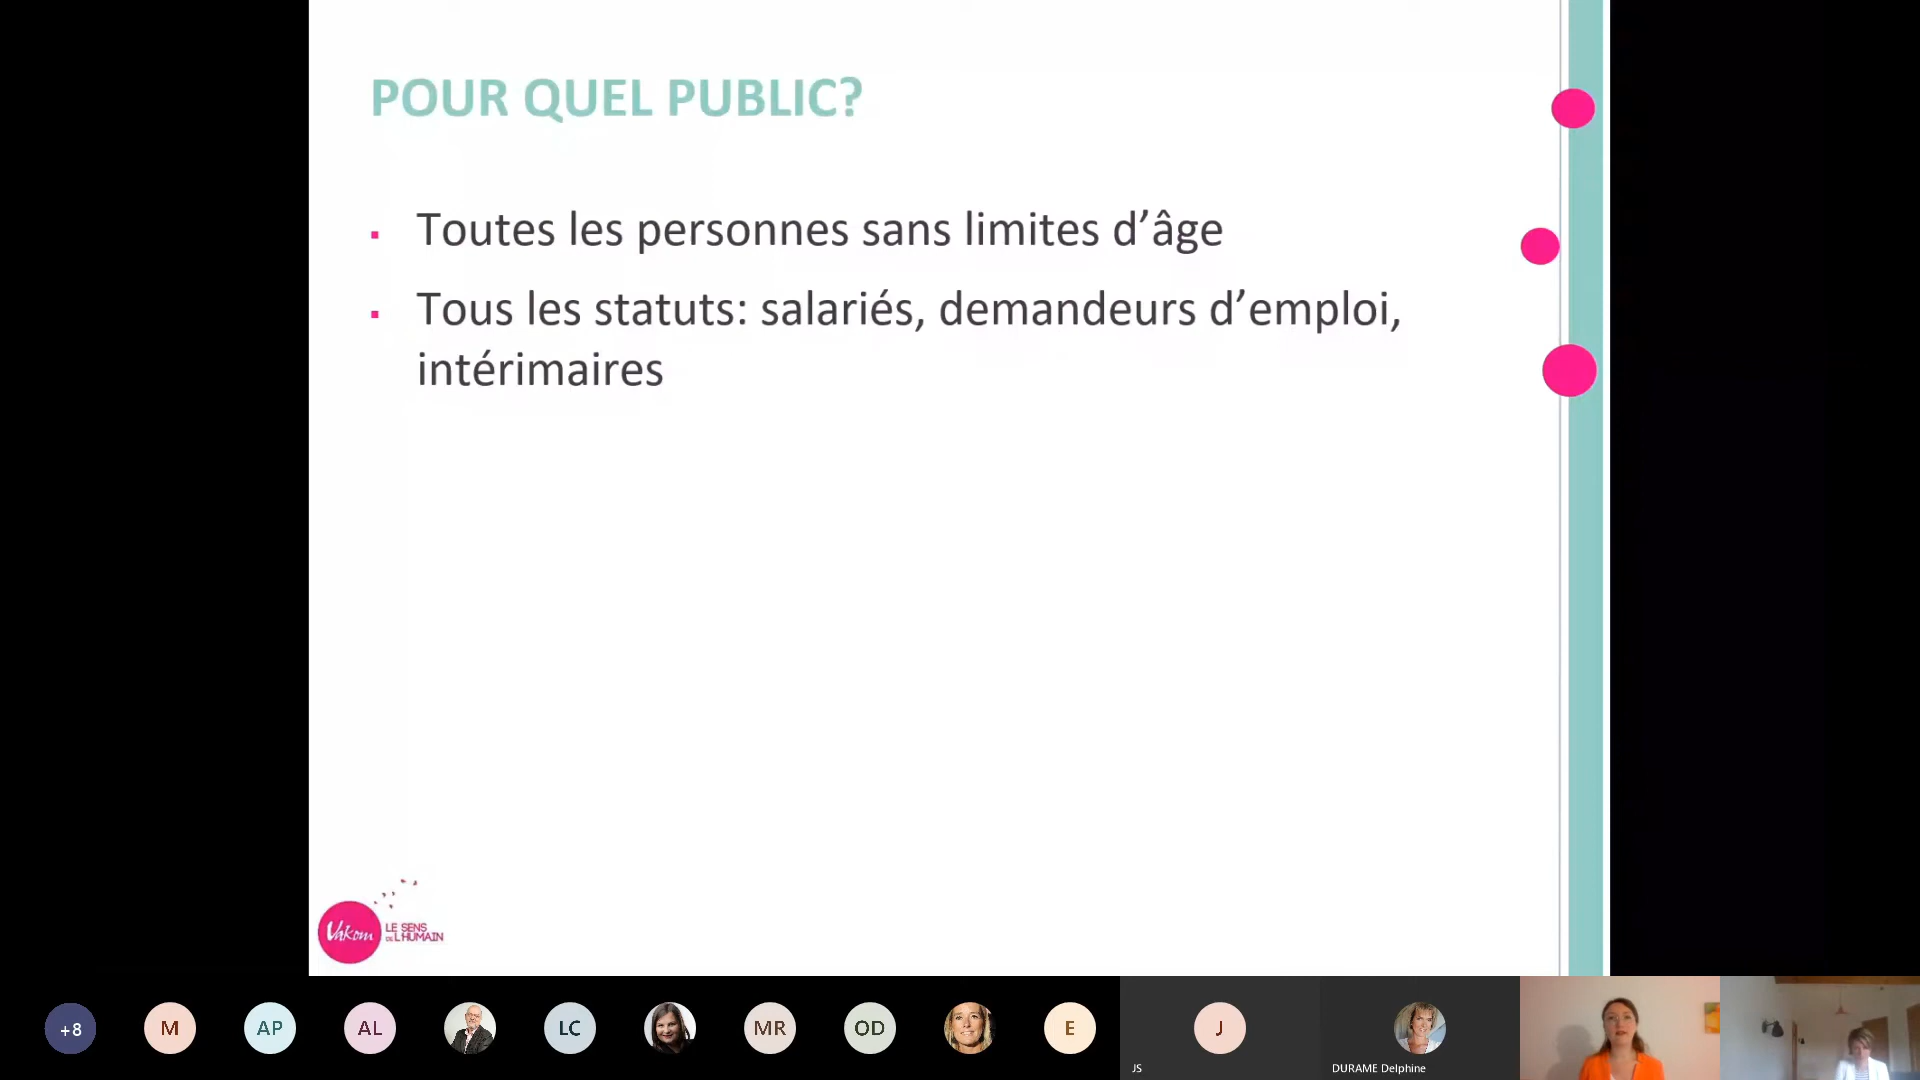 POUR QUEL PUBLIC?
▪ Toutes les personnes sans limites d’âge
▪ Tous les statuts: salariés, demandeurs d’emploi,
intérimaires
Vakom
LE SENS
DE L'HUMAIN
+8
M
AP
AL
LC
MR
OD
E
J
JS
DURAME Delphine